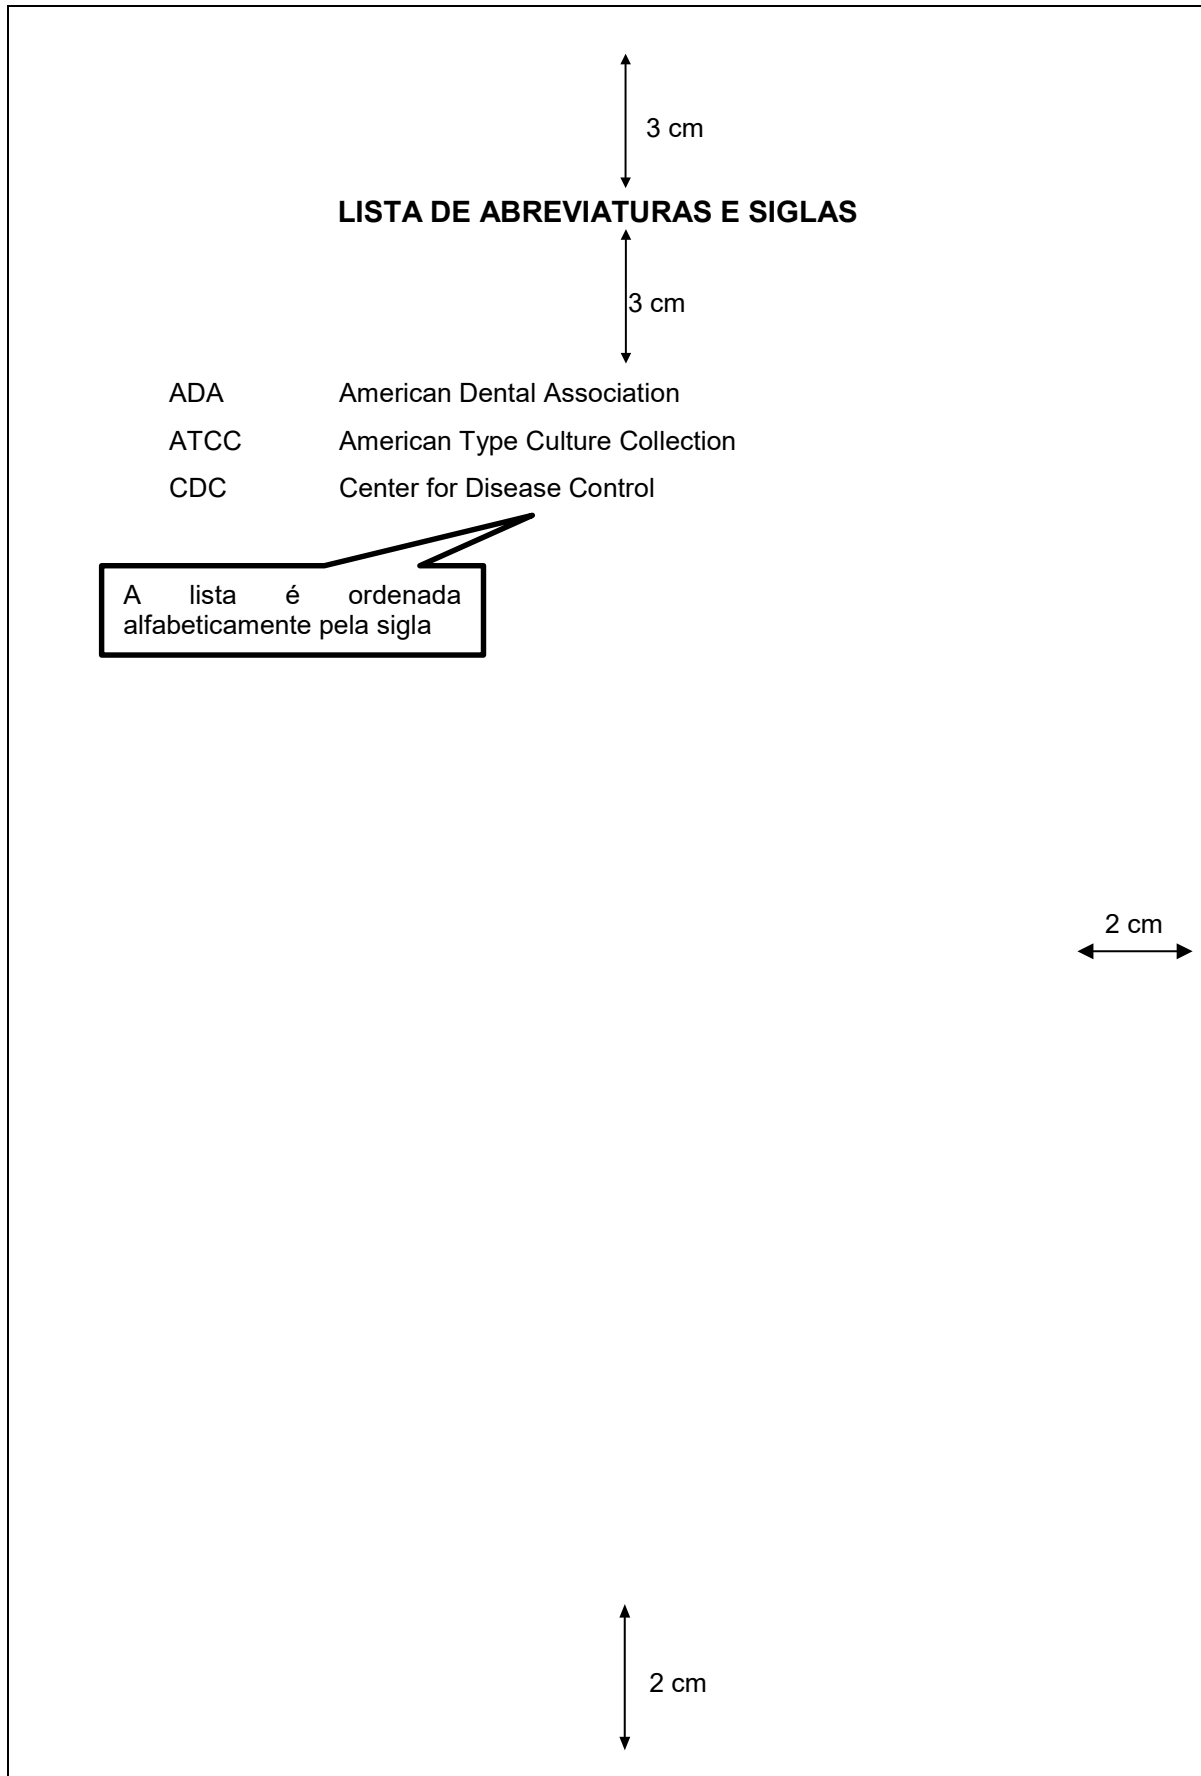 3 cm
LISTA DE ABREVIATURAS E SIGLAS
3 cm
ADA American Dental Association
ATCC American Type Culture Collection
CDC Center for Disease Control
A lista é ordenada
alfabeticamente pela sigla
2 cm
2 cm